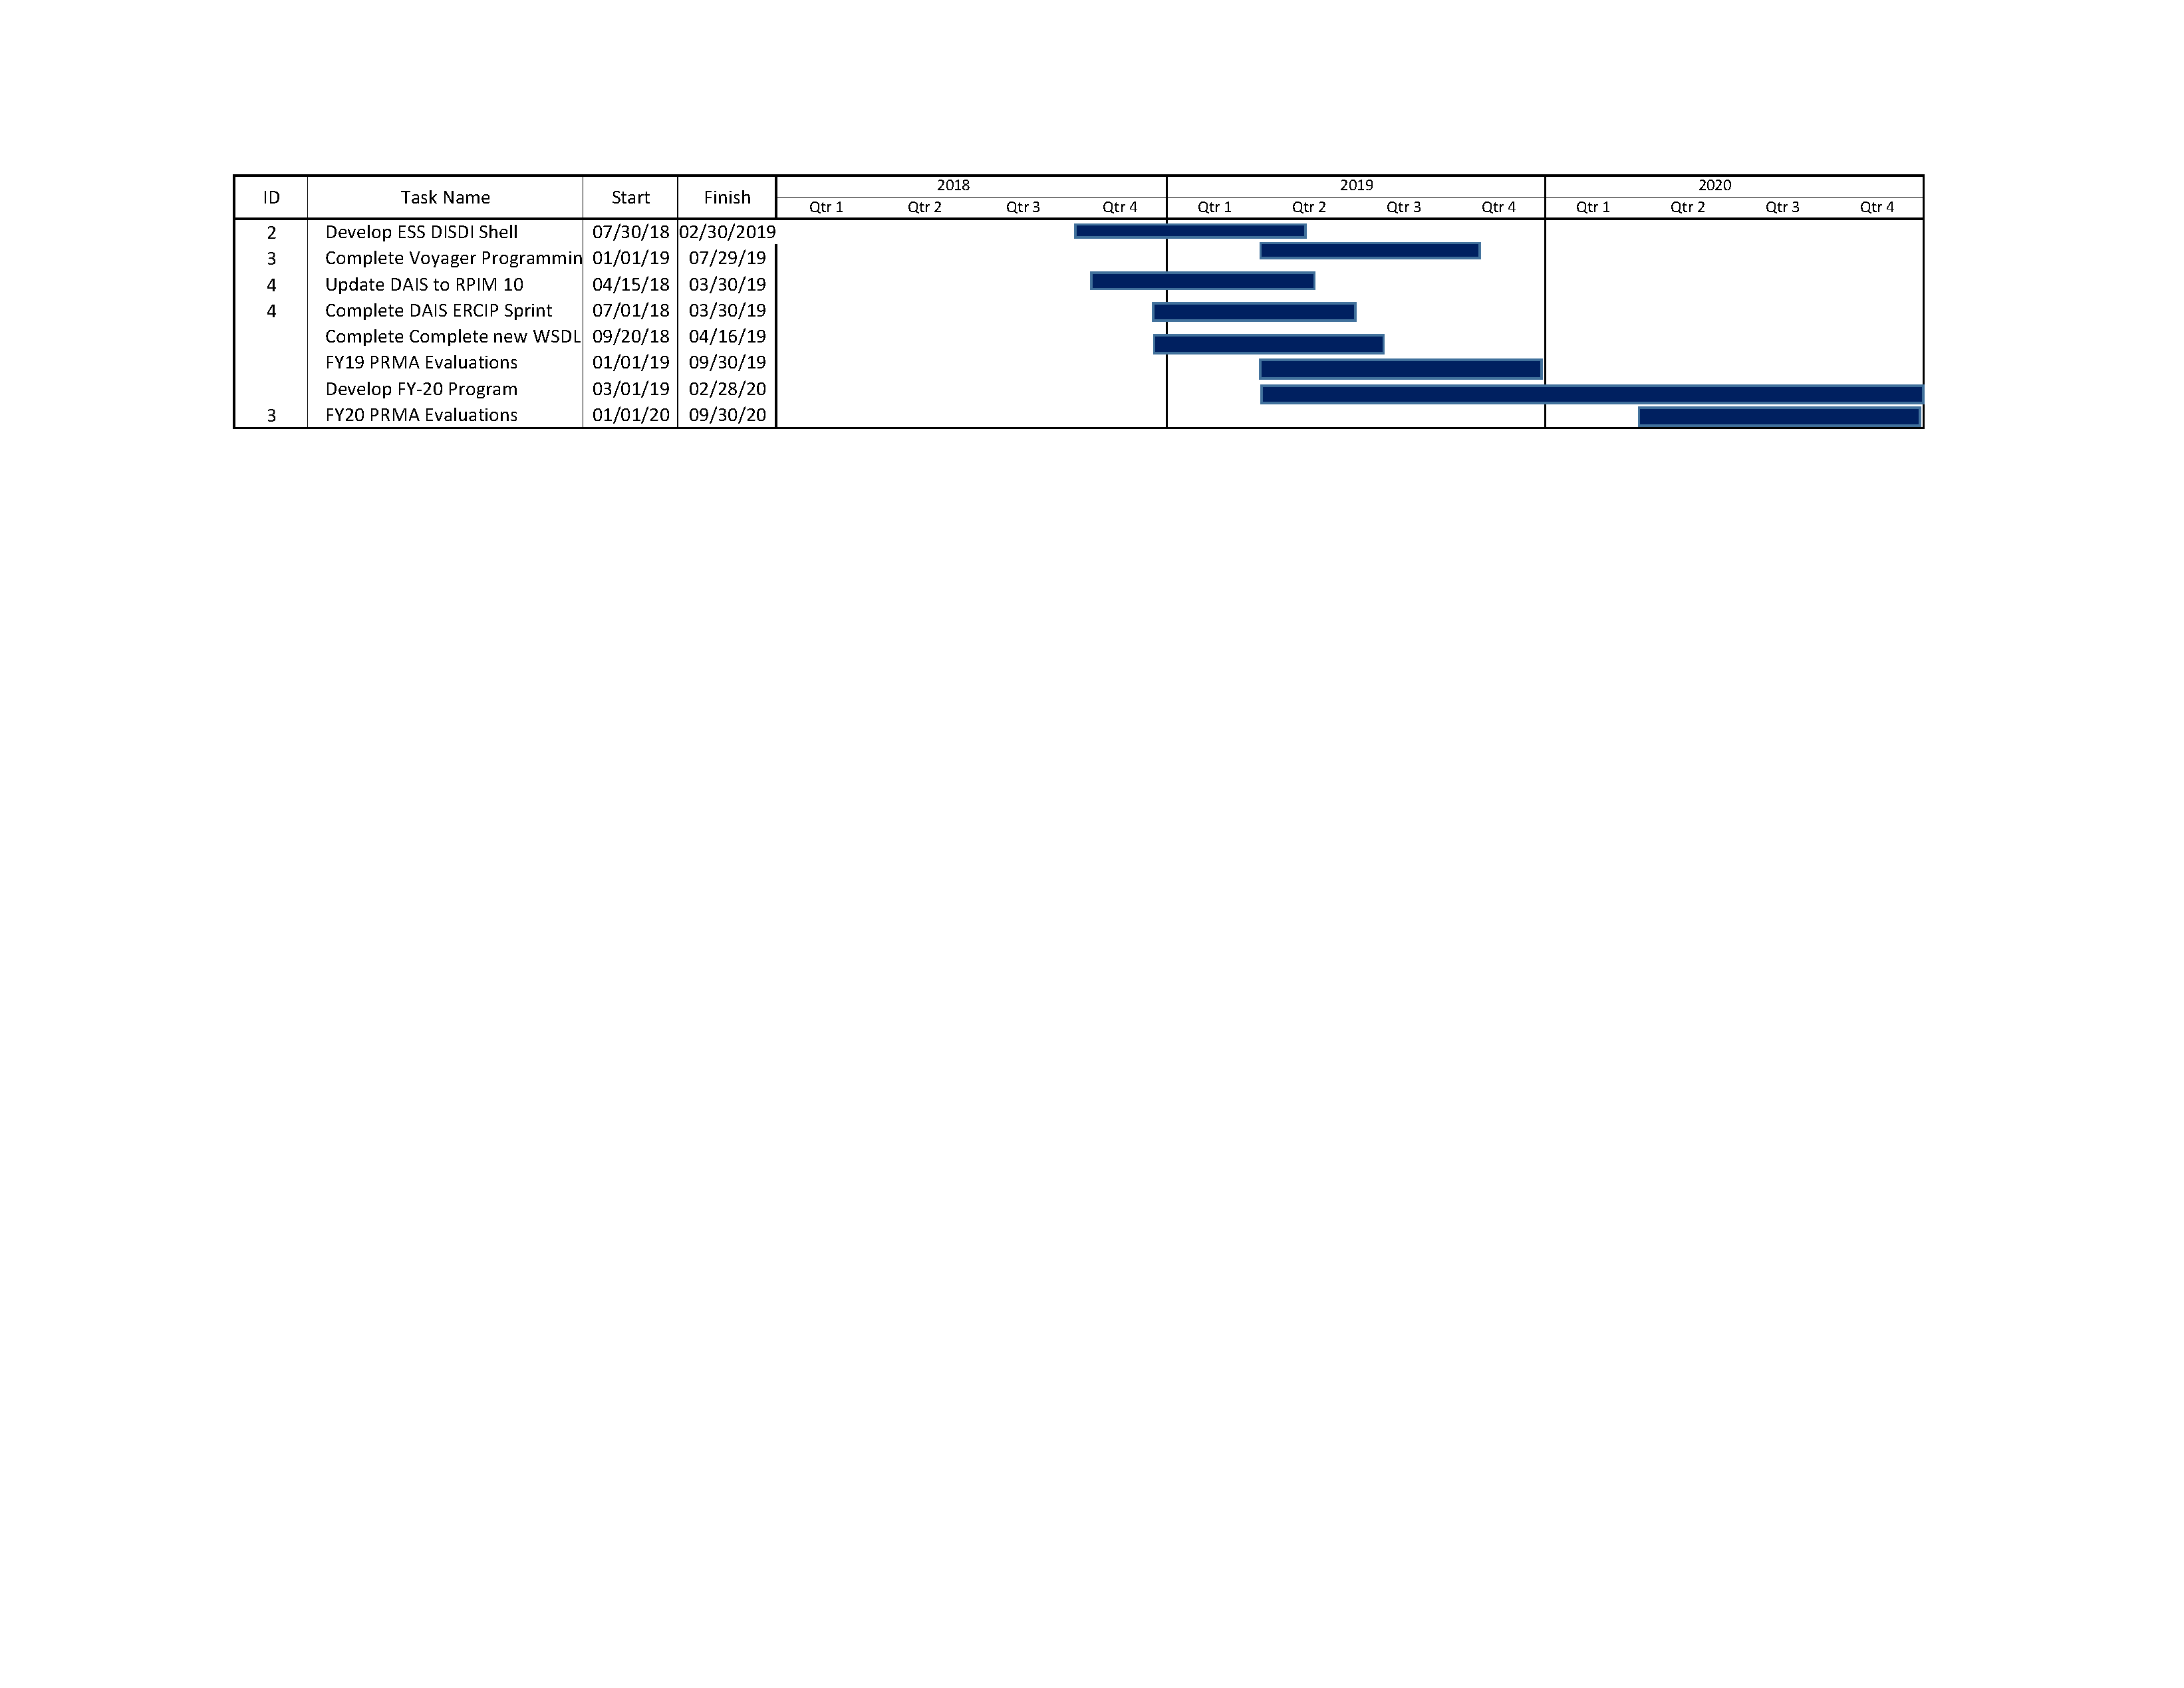 ID Task Name Start Finish 2018 2019 2020
Qtr 1 Qtr 2 Qtr 3 Qtr 4 Qtr 1 Qtr 2 Qtr 3 Qtr 4 Qtr 1 Qtr 2 Qtr 3 Qtr 4
2 Develop ESS DISDI Shell 07/30/18 02/30/2019
3 Complete Voyager Programmin 01/01/19 07/29/19
4 Update DAIS to RPIM 10 04/15/18 03/30/19
4 Complete DAIS ERCIP Sprint 07/01/18 03/30/19
Complete Complete new WSDL 09/20/18 04/16/19
FY19 PRMA Evaluations 01/01/19 09/30/19
Develop FY-20 Program 03/01/19 02/28/20
3 FY20 PRMA Evaluations 01/01/20 09/30/20